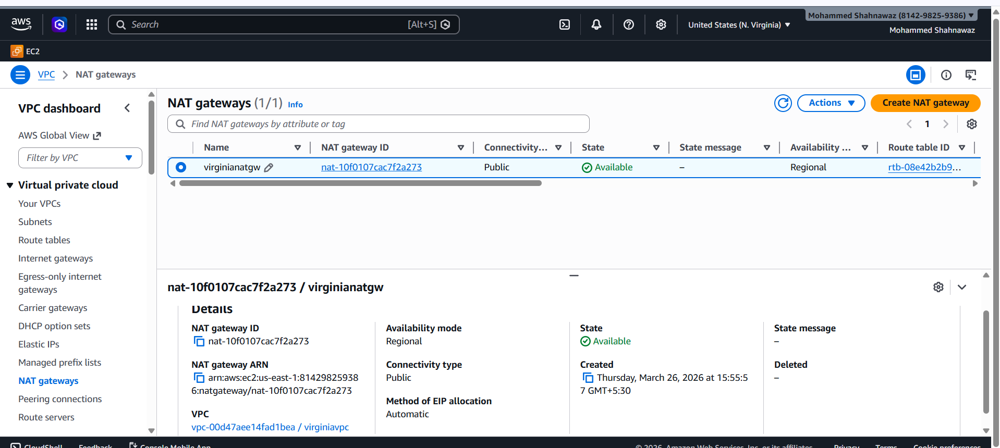 aws
Search [Alt+S]
United States (N. Virginia)
Mohammed Shahnawaz (8142-9825-9386)
Mohammed Shahnawaz
EC2
VPC
NAT gateways
VPC dashboard
AWS Global View
Filter by VPC
Virtual private cloud
Your VPCs
Subnets
Route tables
Internet gateways
Egress-only internet
gateways
Carrier gateways
DHCP option sets
Elastic IPs
Managed prefix lists
NAT gateways
Peering connections
Route servers
NAT gateways (1/1) Info
Actions
Create NAT gateway
Find NAT gateways by attribute or tag
1
Name NAT gateway ID Connectivity... State State message Availability ... Route table ID
virginianatgw nat-10f0107cac7f2a273 Public Available – Regional rtb-08e42b2b9...
nat-10f0107cac7f2a273 / virginianatgw
Details
NAT gateway ID
nat-10f0107cac7f2a273
NAT gateway ARN
arn:aws:ec2:us-east-1:81429825938
6:natgateway/nat-10f0107cac7f2a273
VPC
vpc-00d47aee14fad1bea / virginiavpc
Availability mode
Regional
Connectivity type
Public
Method of EIP allocation
Automatic
State
Available
Created
Thursday, March 26, 2026 at 15:55:5
7 GMT+5:30
State message
–
Deleted
–
CloudShell Feedback Console Mobile App
© 2026, Amazon Web Services, Inc. or its affiliates. Privacy Terms Cookie preferences